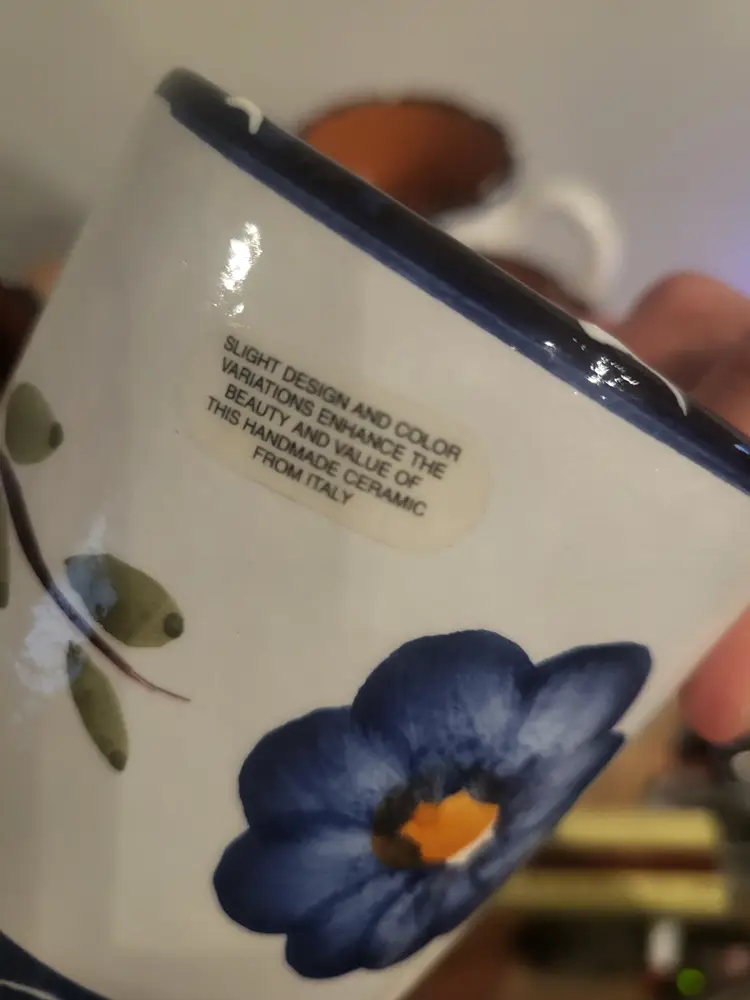 SLIGHT DESIGN AND COLOR
VARIATIONS ENHANCE THE
BEAUTY AND VALUE OF
THIS HANDMADE CERAMIC
FROM ITALY